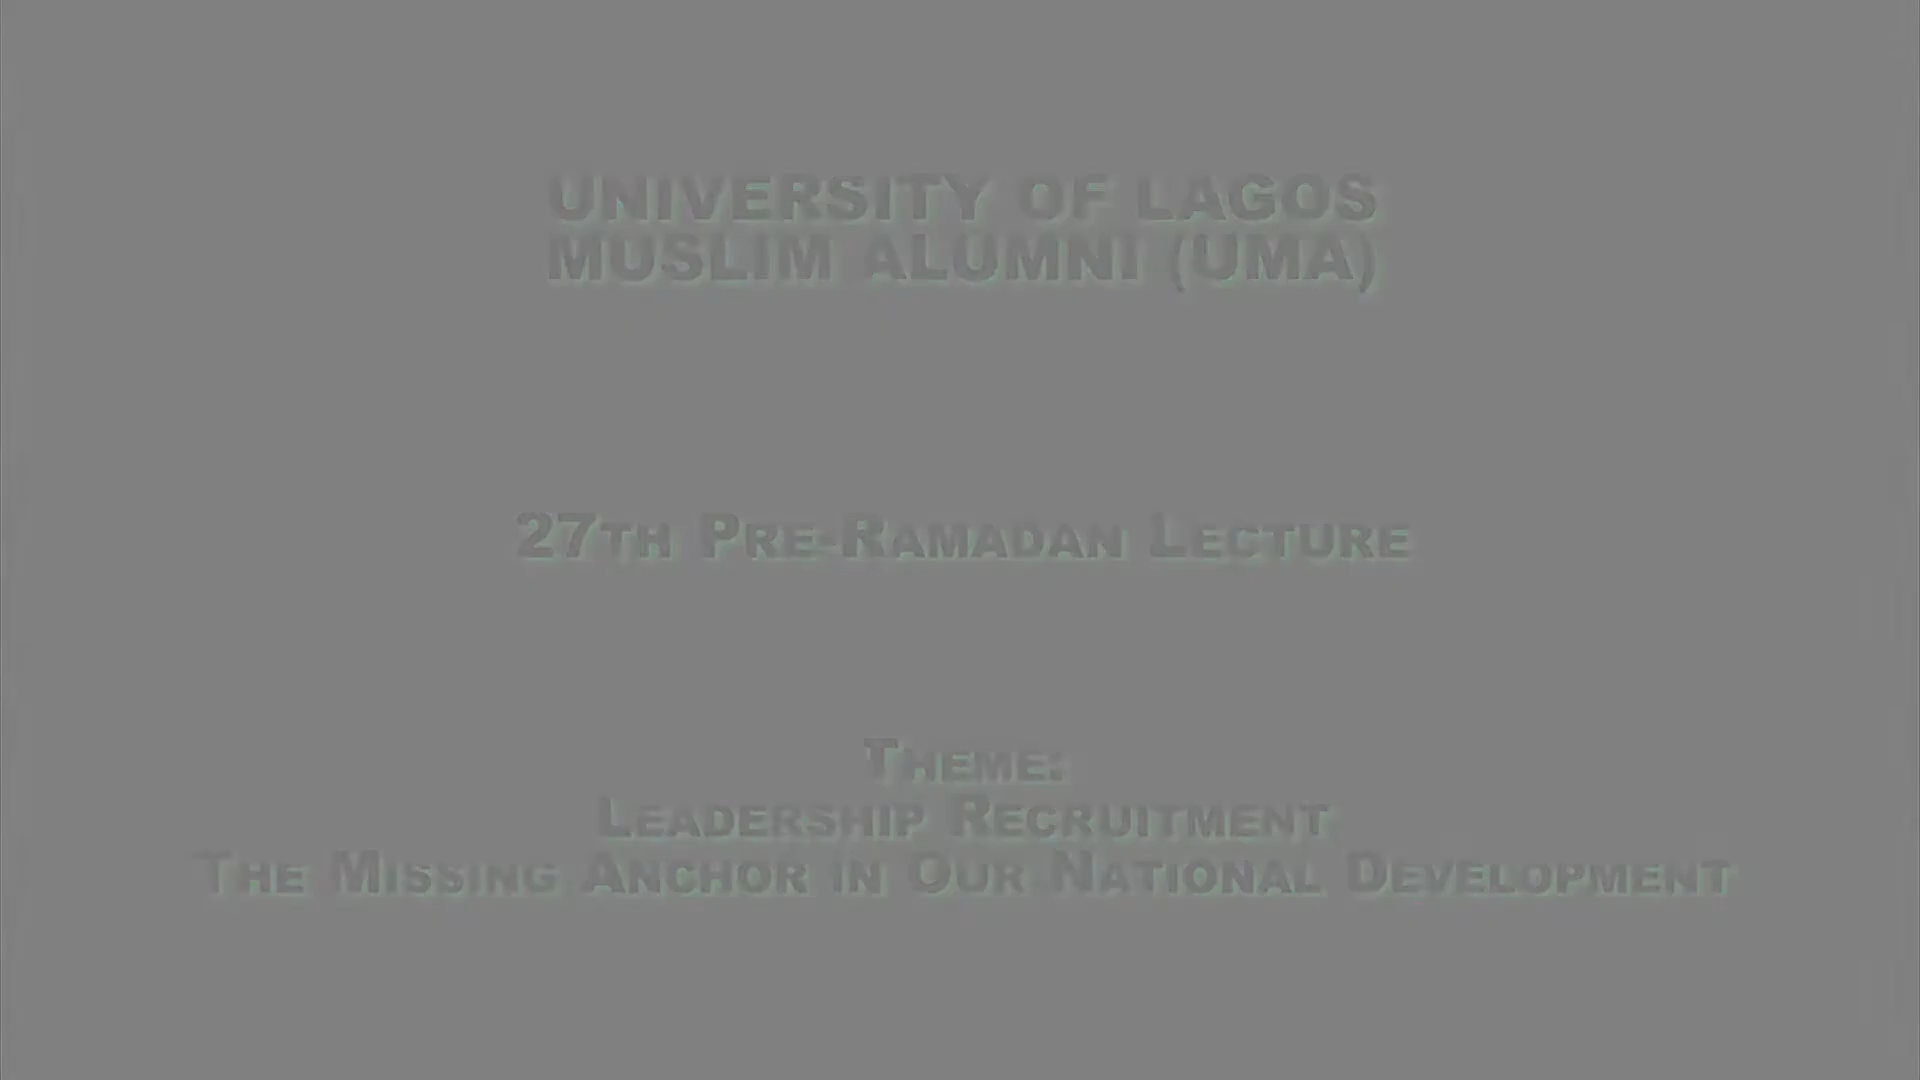 UNIVERSITY OF LAGOS
MUSLIM ALUMNI (UMA)
27TH PRE-RAMADAN LECTURE
THEME:
LEADERSHIP RECRUITMENT
THE MISSING ANCHOR IN OUR NATIONAL DEVELOPMENT